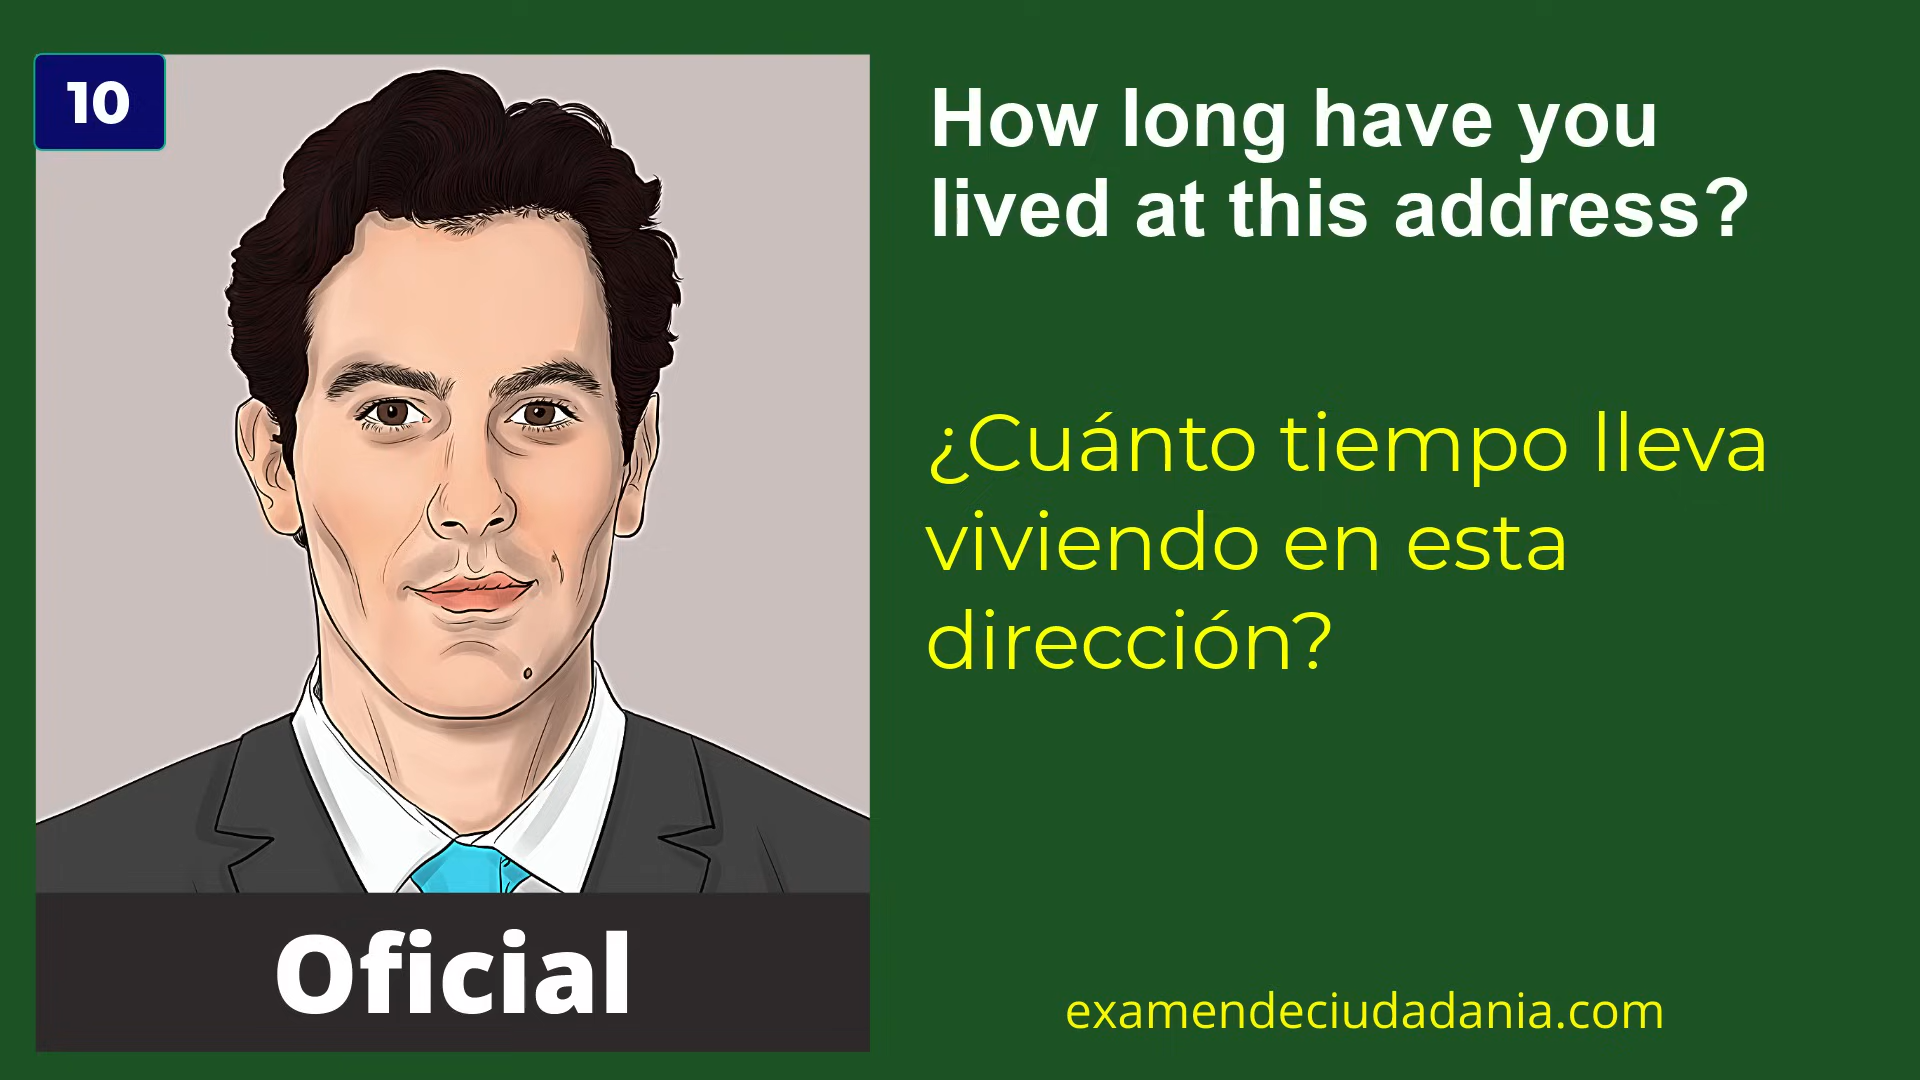 10
How long have you
lived at this address?
¿Cuánto tiempo lleva
viviendo en esta
dirección?
Oficial
examendeciudadania.com